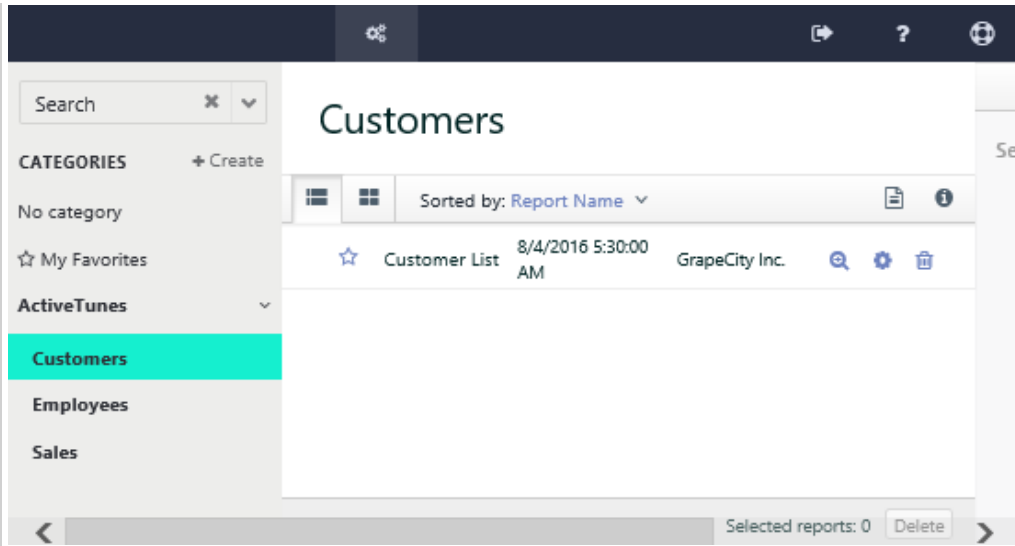 Search
CATEGORIES + Create
No category
My Favorites
ActiveTunes
Customers
Employees
Sales
Customers
Sorted by: Report Name
Customer List 8/4/2016 5:30:00 AM GrapeCity Inc.
Selected reports: 0 Delete
Se